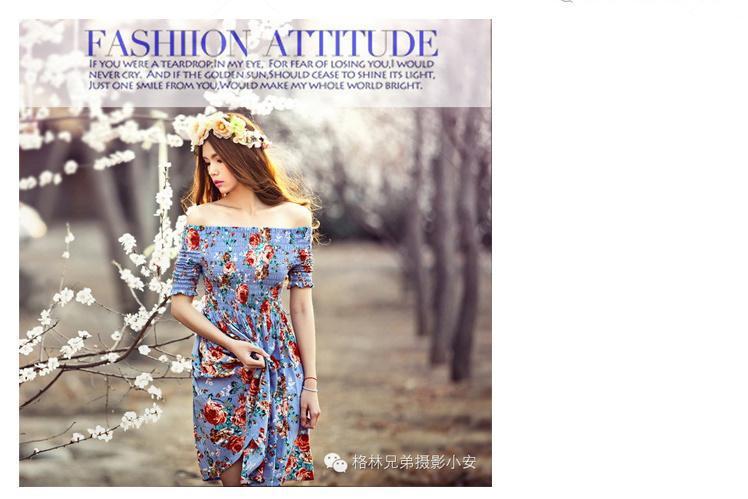 FASHIION ATTITUDE
IF YOU WERE A TEARDROP;IN MY EYE, FOR FEAR OF LOSING YOU,I WOULD
NEVER CRY. AND IF THE GOLDEN SUN,SHOULD CEASE TO SHINE ITS LIGHT,
JUST ONE SMILE FROM YOU,WOULD MAKE MY WHOLE WORLD BRIGHT.
格林兄弟摄影小安